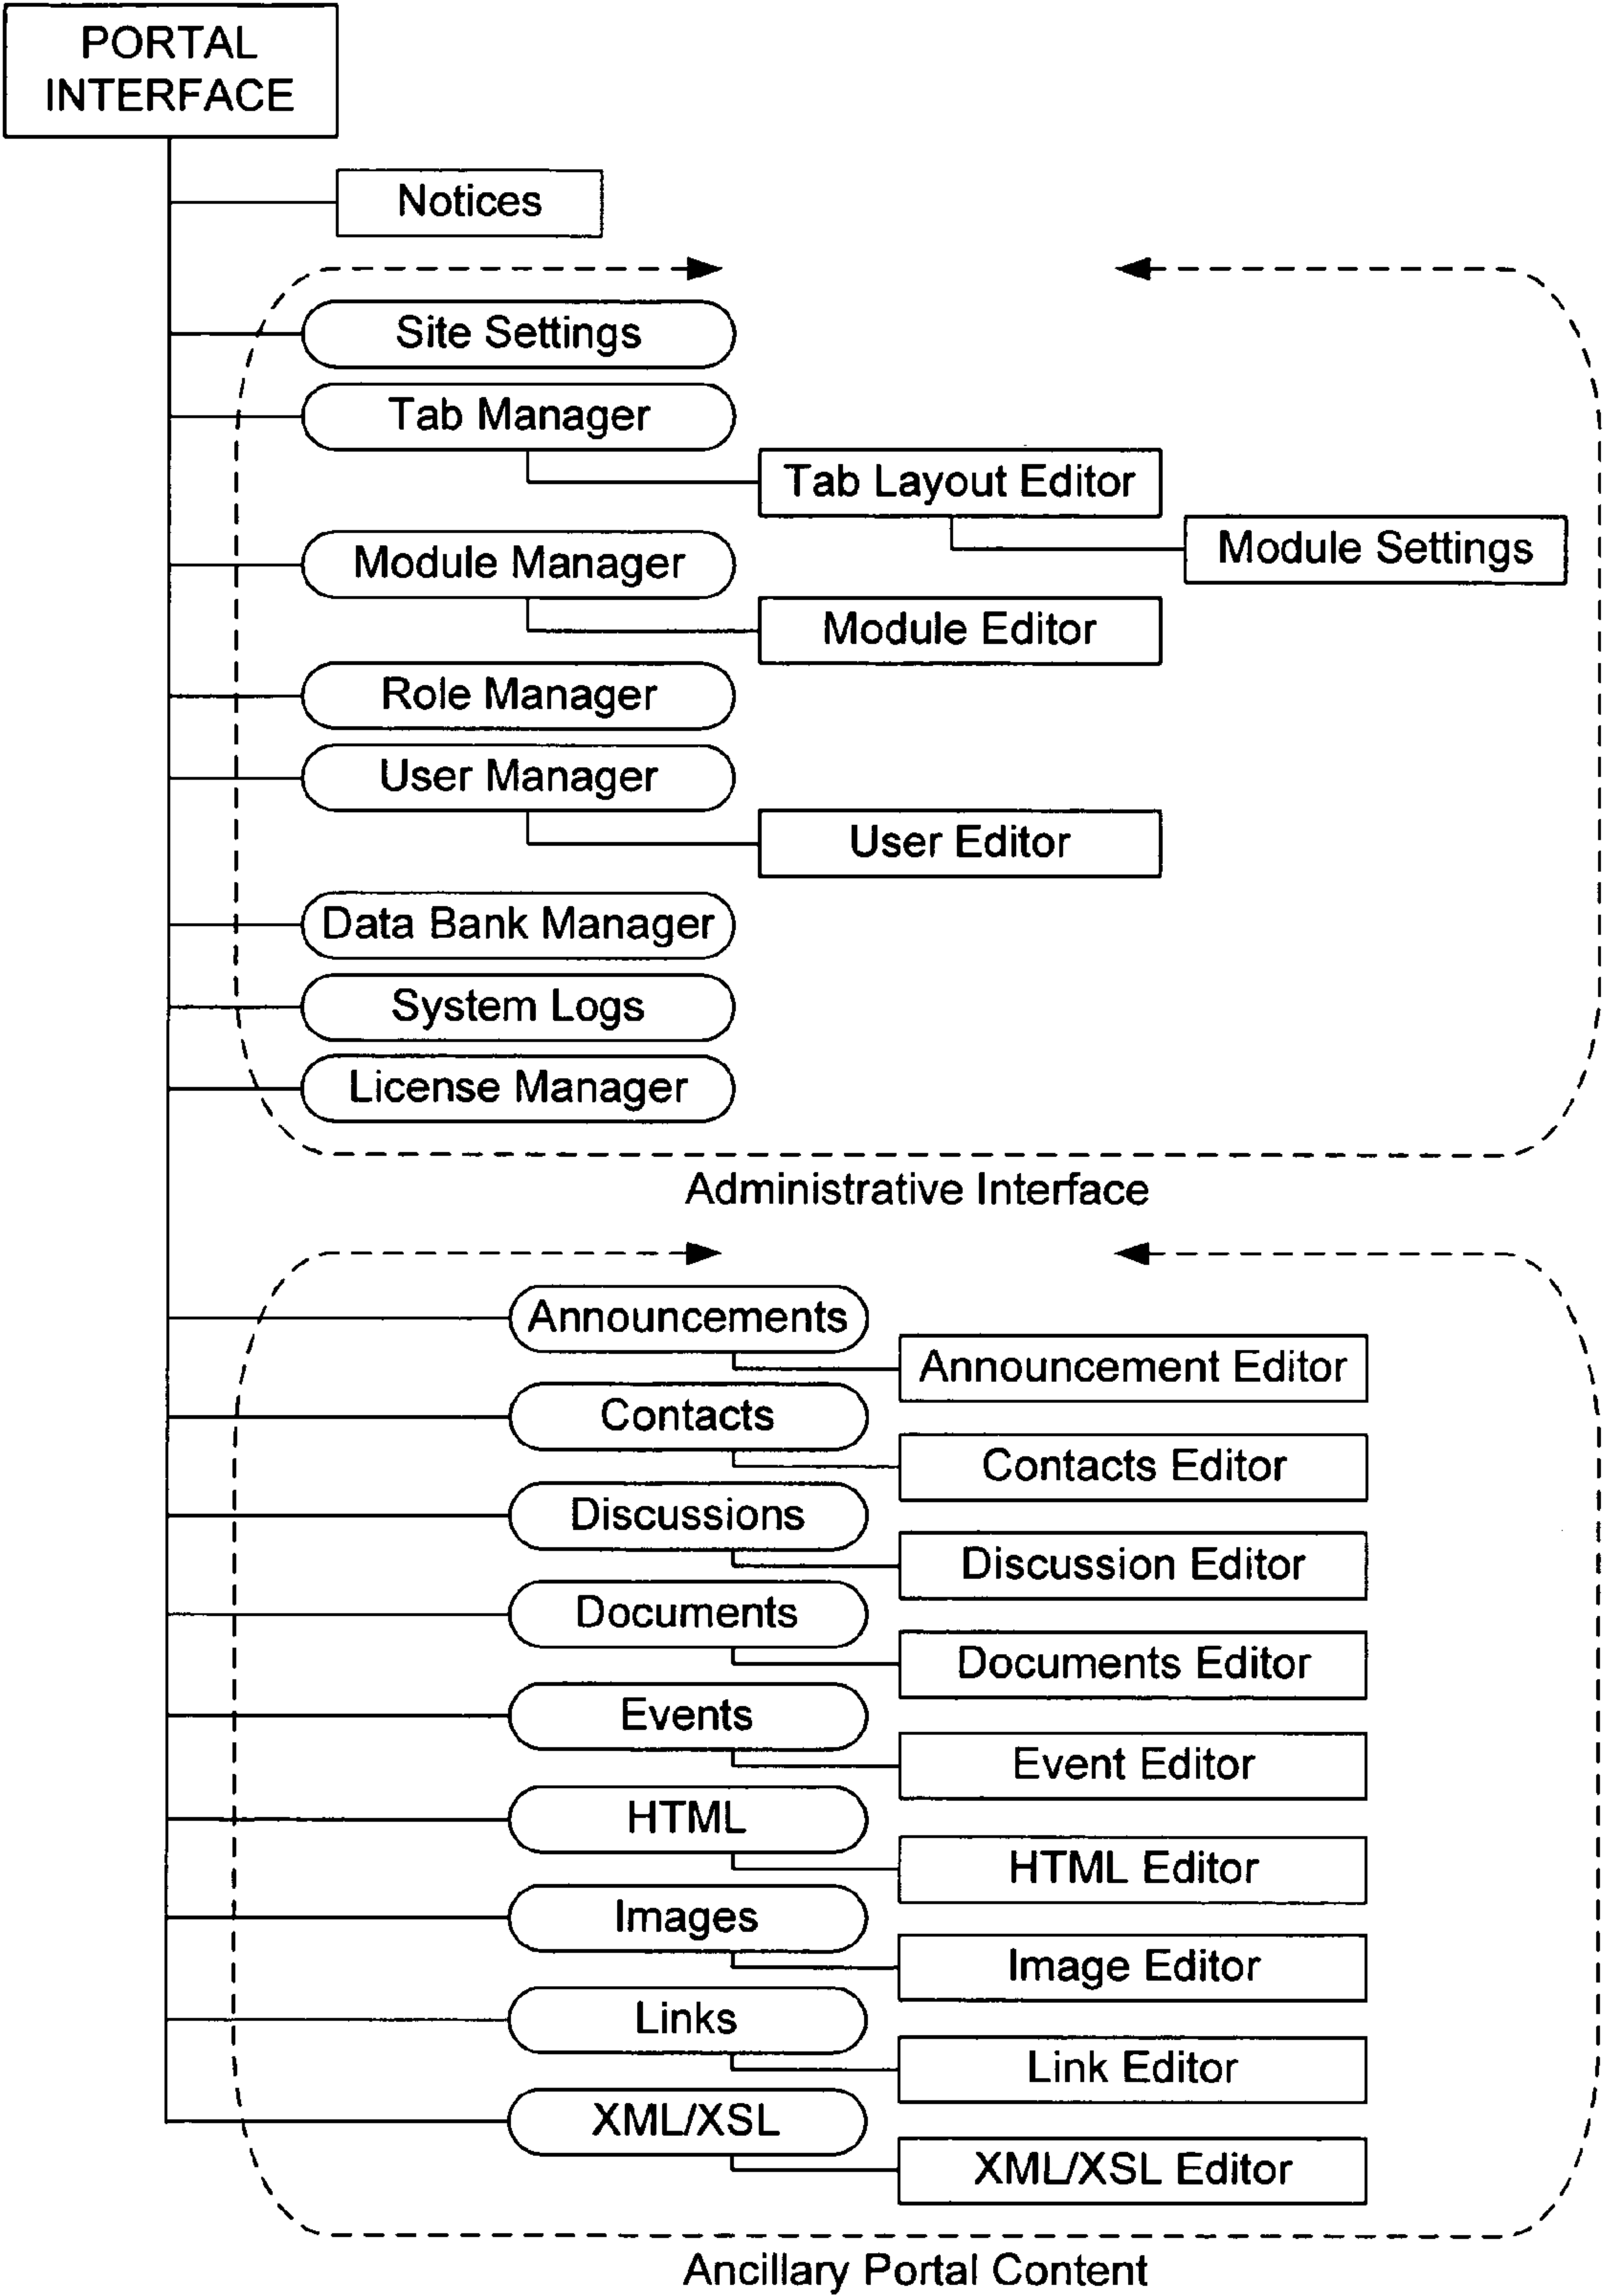 PORTAL
INTERFACE
Notices
Site Settings
Tab Manager
Tab Layout Editor
Module Settings
Module Manager
Module Editor
Role Manager
User Manager
User Editor
Data Bank Manager
System Logs
License Manager
Administrative Interface
Announcements
Announcement Editor
Contacts
Contacts Editor
Discussions
Discussion Editor
Documents
Documents Editor
Events
Event Editor
HTML
HTML Editor
Images
Image Editor
Links
Link Editor
XML/XSL
XML/XSL Editor
Ancillary Portal Content